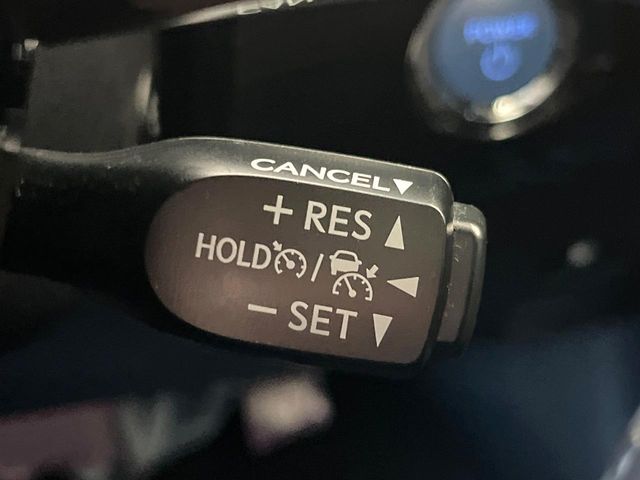 POWER
CANCEL▼
+ RES ▲
HOLD / ◀
− SET ▼